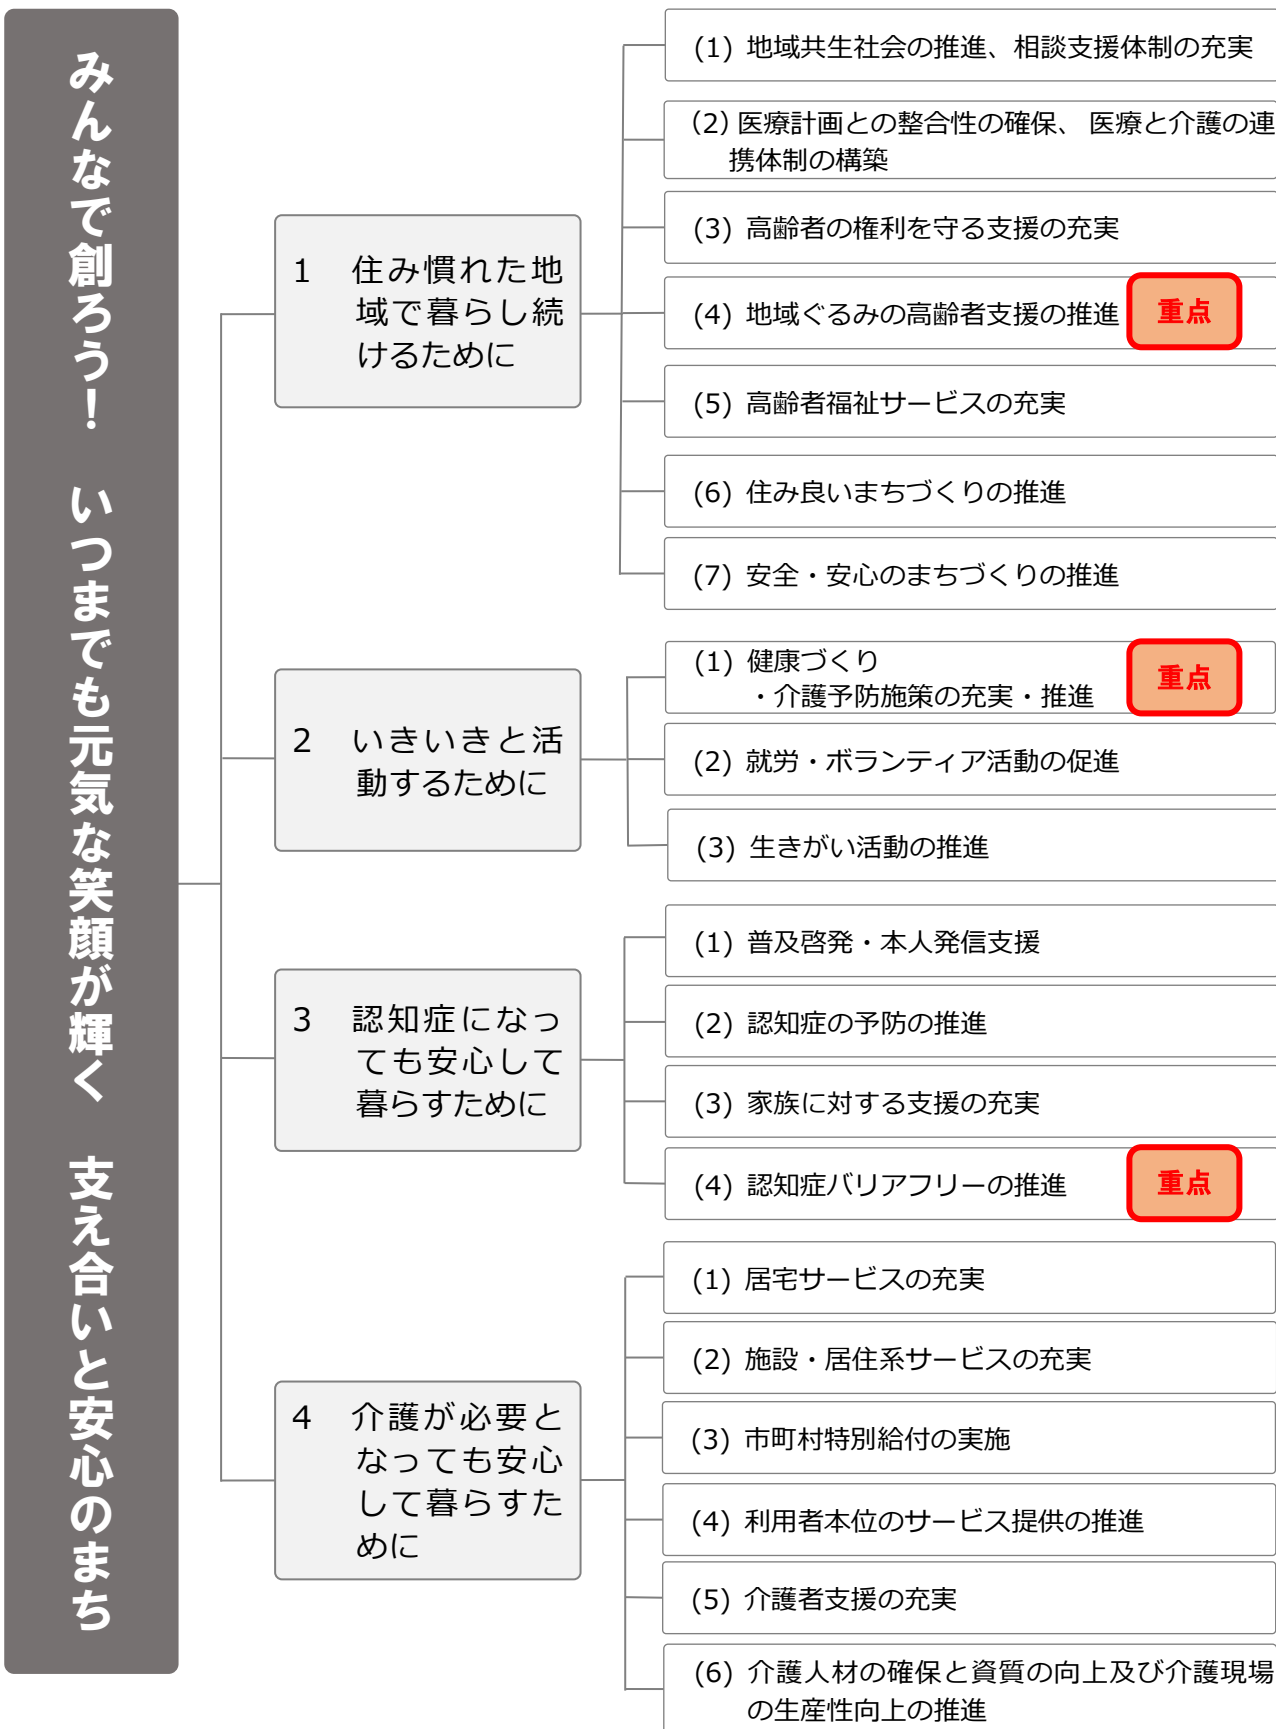 みんなで創ろう！　いつまでも元気な笑顔が輝く　支え合いと安心のまち
1　住み慣れた地
域で暮らし続
けるために
(1) 地域共生社会の推進、相談支援体制の充実
(2) 医療計画との整合性の確保、 医療と介護の連
携体制の構築
(3) 高齢者の権利を守る支援の充実
(4) 地域ぐるみの高齢者支援の推進
重点
(5) 高齢者福祉サービスの充実
(6) 住み良いまちづくりの推進
(7) 安全・安心のまちづくりの推進
2　いきいきと活
動するために
(1) 健康づくり
・介護予防施策の充実・推進
重点
(2) 就労・ボランティア活動の促進
(3) 生きがい活動の推進
3　認知症になっ
ても安心して
暮らすために
(1) 普及啓発・本人発信支援
(2) 認知症の予防の推進
(3) 家族に対する支援の充実
(4) 認知症バリアフリーの推進
重点
4　介護が必要と
なっても安心
して暮らすた
めに
(1) 居宅サービスの充実
(2) 施設・居住系サービスの充実
(3) 市町村特別給付の実施
(4) 利用者本位のサービス提供の推進
(5) 介護者支援の充実
(6) 介護人材の確保と資質の向上及び介護現場
の生産性向上の推進